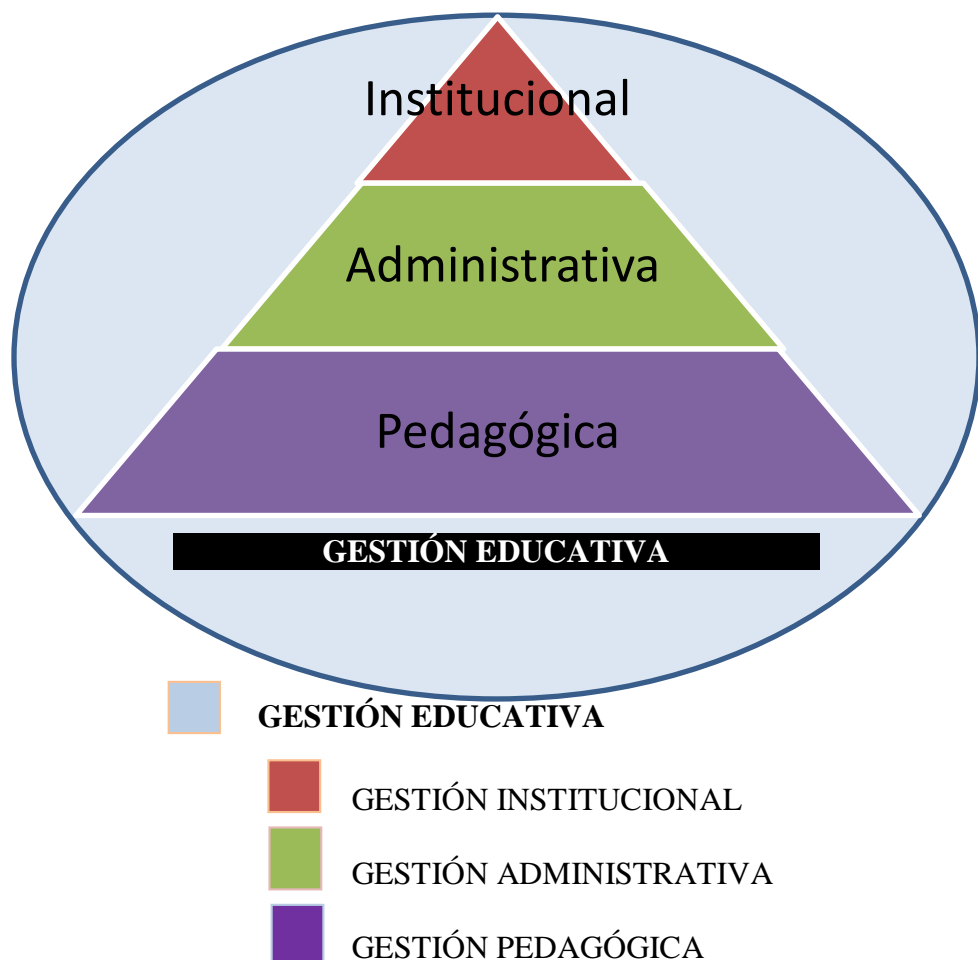 Institucional
Administrativa
Pedagógica
GESTIÓN EDUCATIVA
GESTIÓN EDUCATIVA
GESTIÓN INSTITUCIONAL
GESTIÓN ADMINISTRATIVA
GESTIÓN PEDAGÓGICA